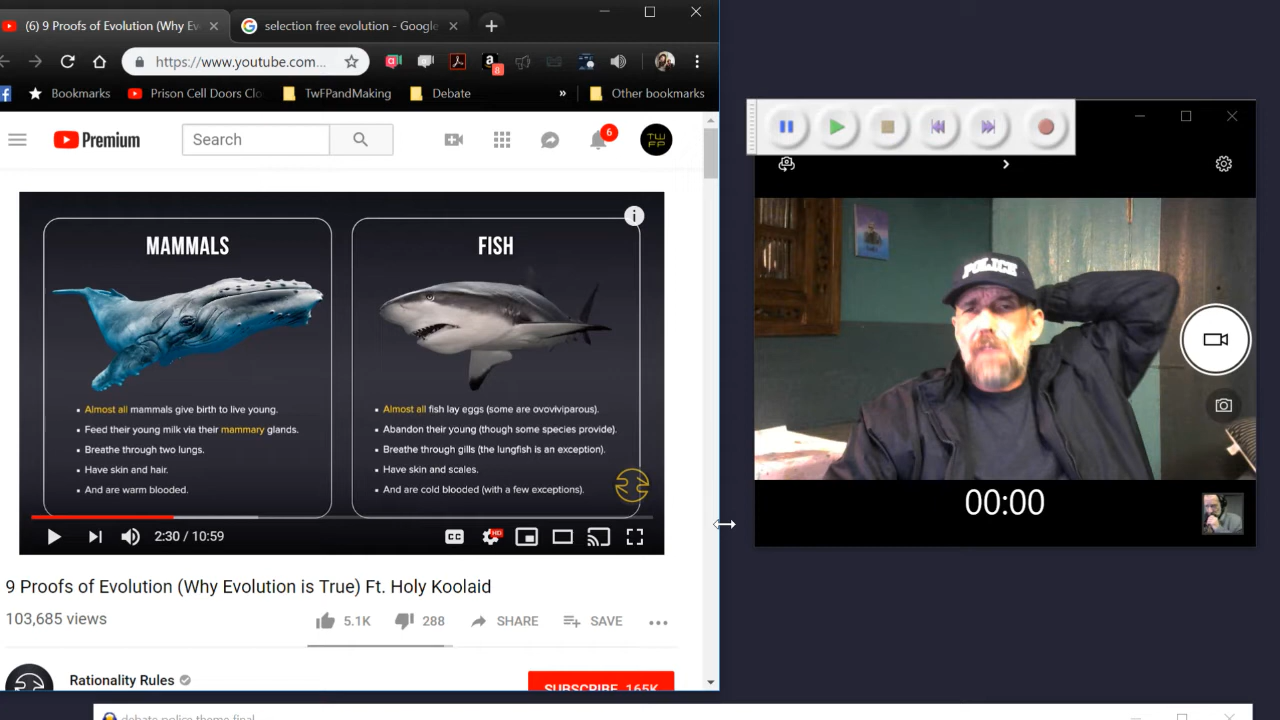 (6) 9 Proofs of Evolution (Why Ev
selection free evolution - Google
https://www.youtube.com...
8
Bookmarks
Prison Cell Doors Clo
TwFPandMaking
Debate
»
Other bookmarks
Premium
Search
6
TW
FP
MAMMALS
Almost all mammals give birth to live young.
Feed their young milk via their mammary glands.
Breathe through two lungs.
Have skin and hair.
And are warm blooded.
FISH
Almost all fish lay eggs (some are ovoviviparous).
Abandon their young (though some species provide).
Breathe through gills (the lungfish is an exception).
Have skin and scales.
And are cold blooded (with a few exceptions).
2:30 / 10:59
CC
HD
9 Proofs of Evolution (Why Evolution is True) Ft. Holy Koolaid
103,685 views
5.1K
288
SHARE
SAVE
Rationality Rules
SUBSCRIBE 165K
POLICE
00:00
debate police theme final